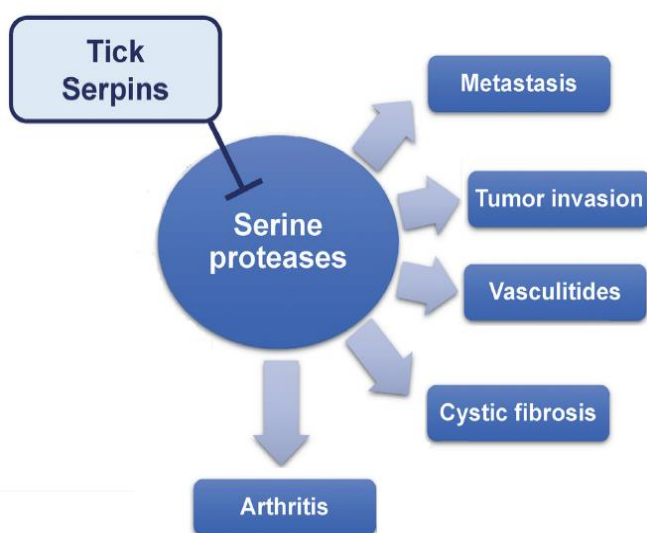 Tick
Serpins
Metastasis
Serine
proteases
Tumor invasion
Vasculitides
Cystic fibrosis
Arthritis